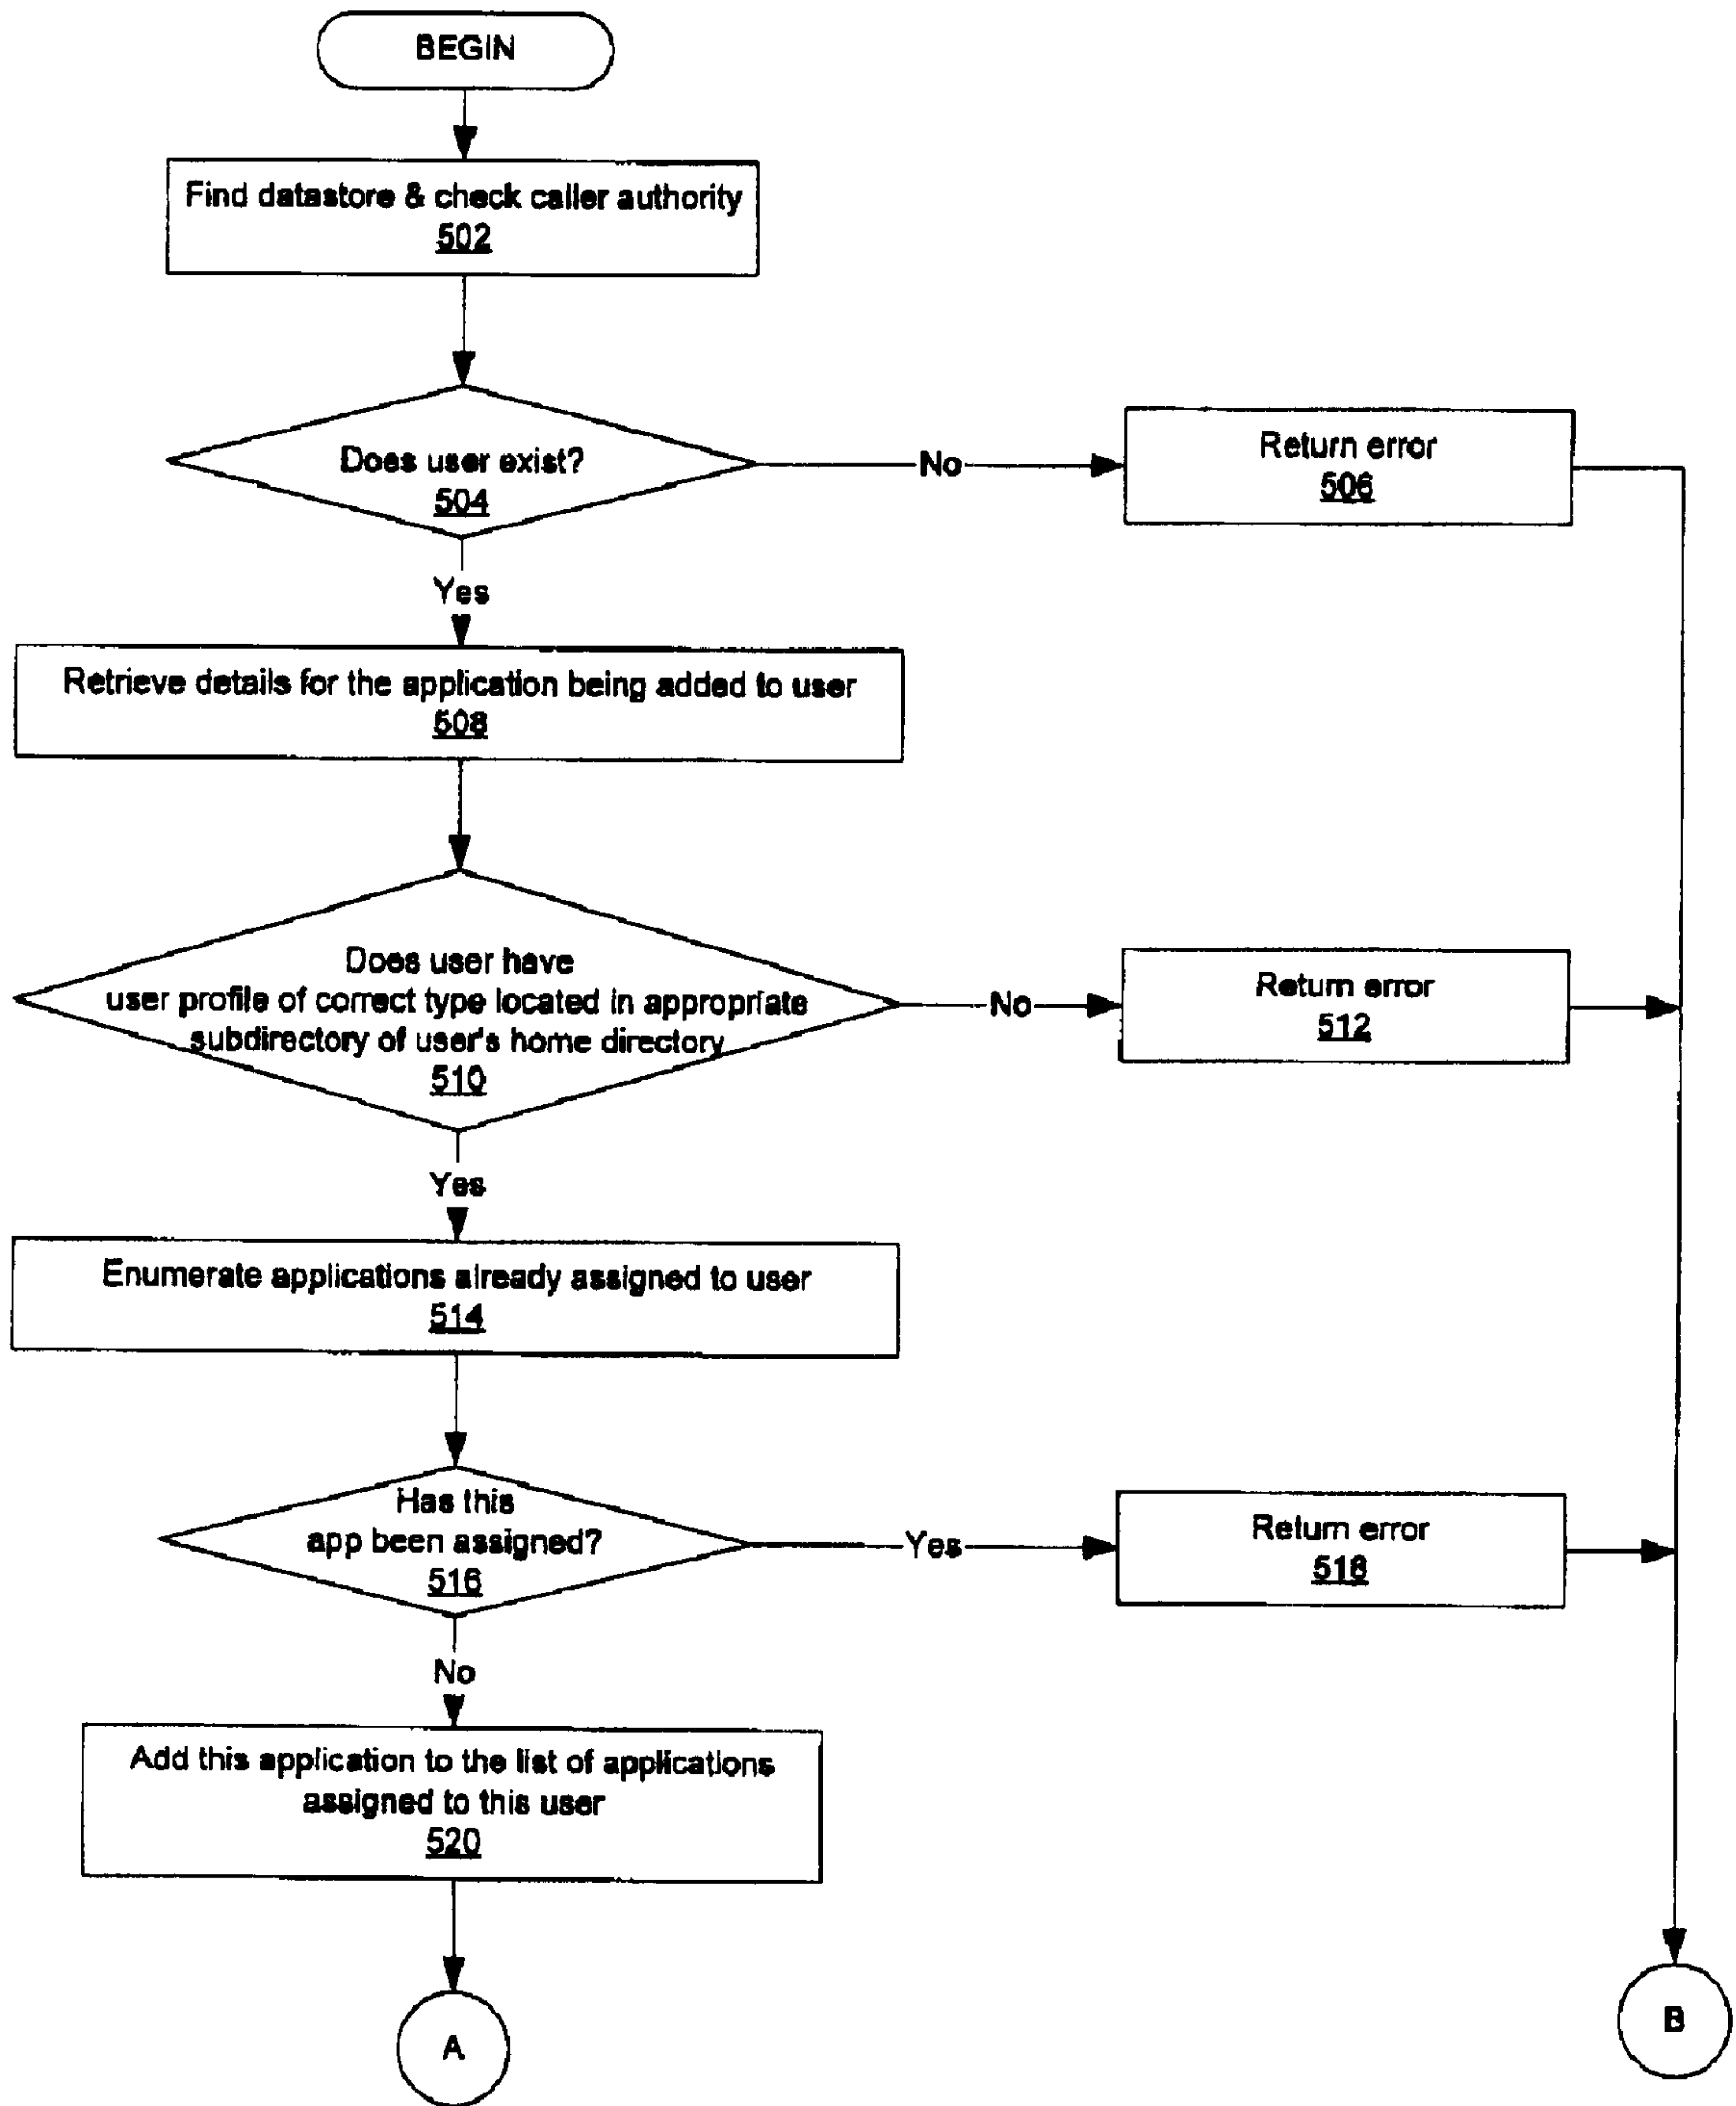 BEGIN
Find datastore & check caller authority
502
Does user exist?
504
No
Return error
506
Yes
Retrieve details for the application being added to user
508
Does user have
user profile of correct type located in appropriate
subdirectory of user's home directory
510
No
Return error
512
Yes
Enumerate applications already assigned to user
514
Has this
app been assigned?
516
Yes
Return error
518
No
Add this application to the list of applications
assigned to this user
520
A
B